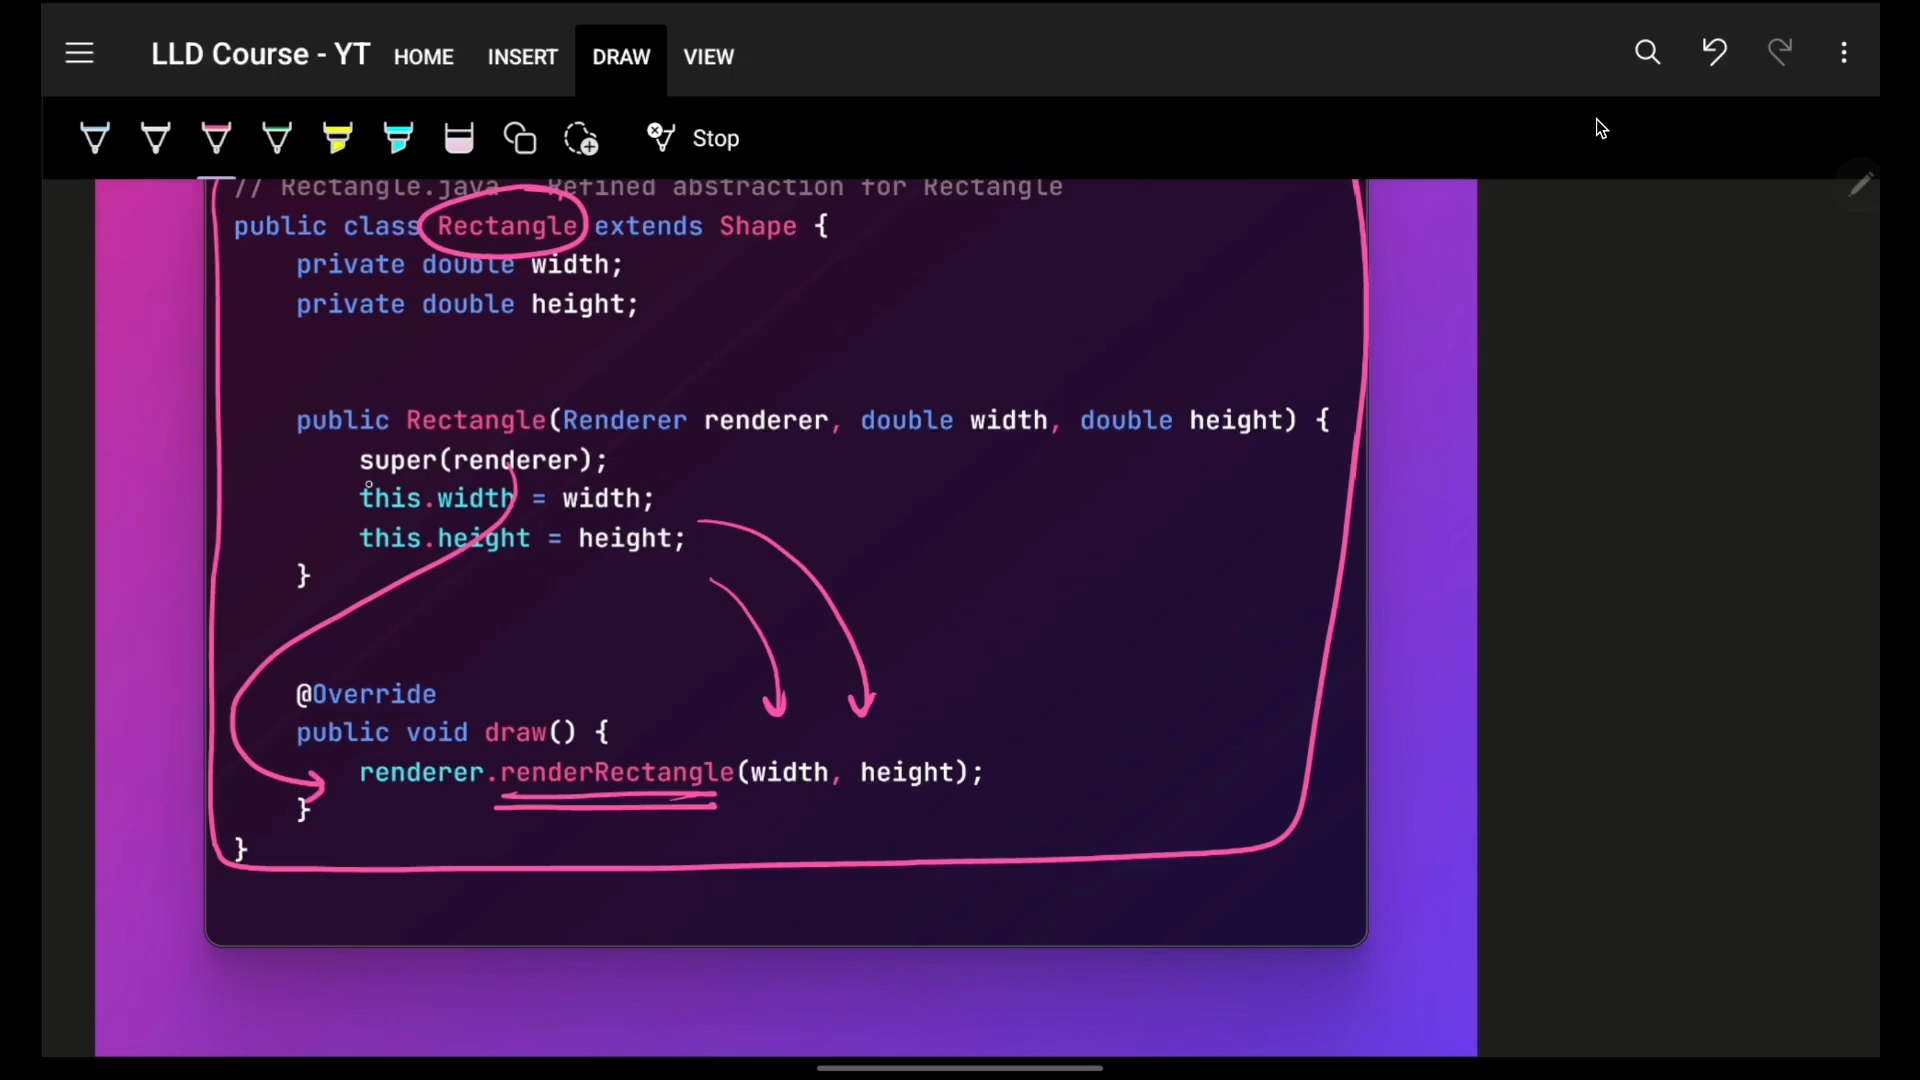 LLD Course - YT HOME INSERT DRAW VIEW
Stop
// Rectangle.java Refined abstraction for Rectangle
public class Rectangle extends Shape {
private double width;
private double height;
public Rectangle(Renderer renderer, double width, double height) {
super(renderer);
this.width = width;
this.height = height;
}
@Override
public void draw() {
renderer.renderRectangle(width, height);
}
}